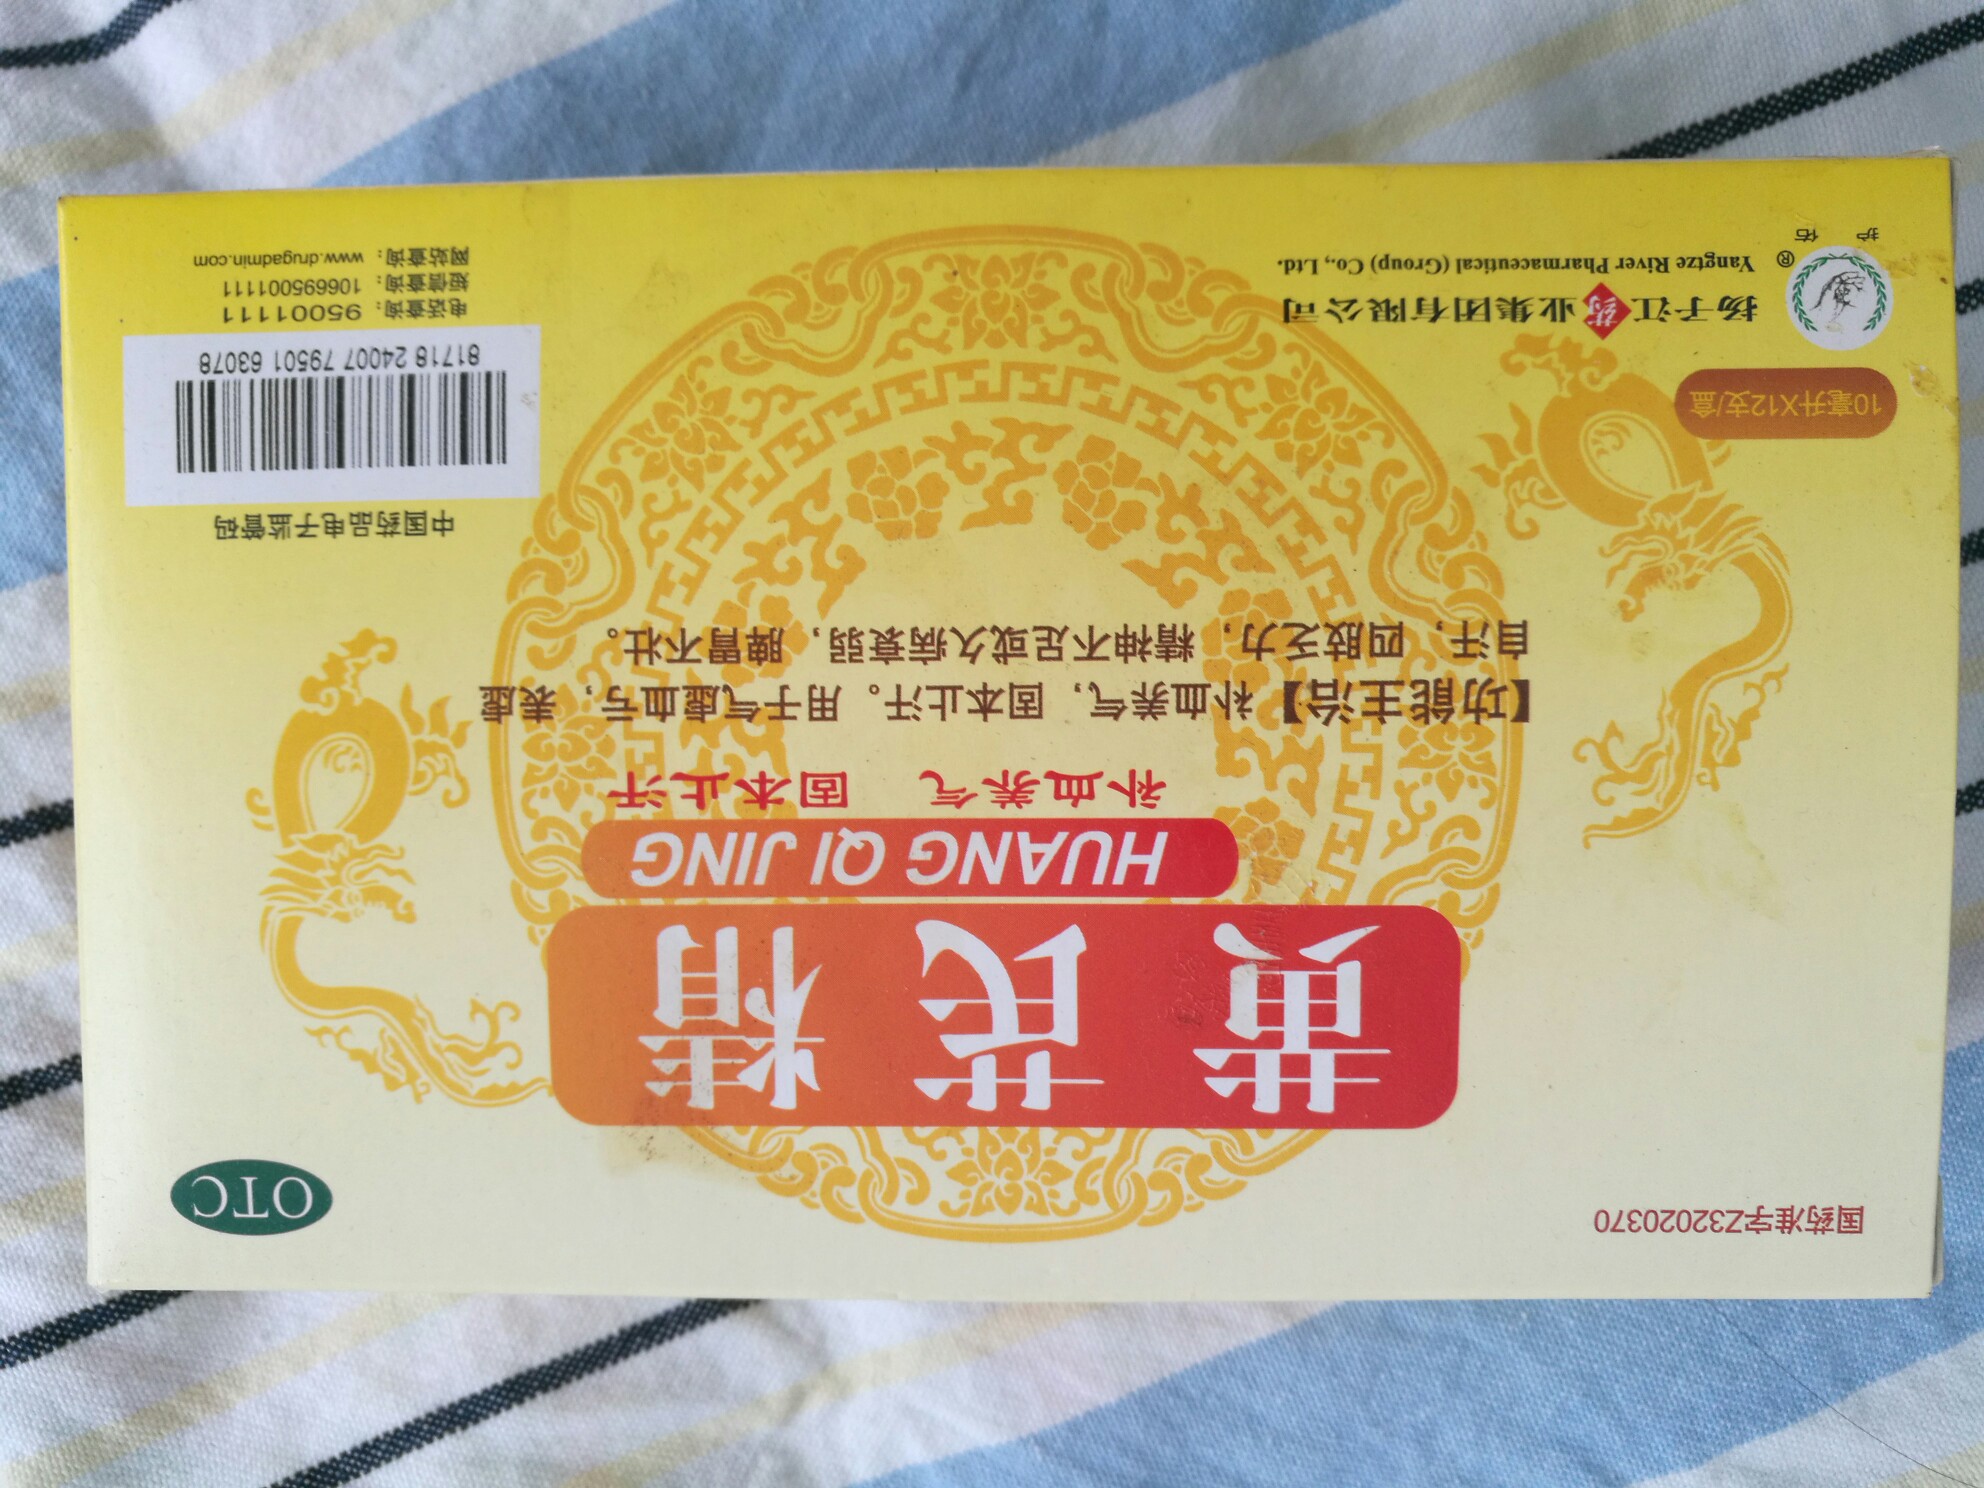 国药准字Z32020370
OTC
黄芪精
HUANG QI JING
补血养气 固本止汗
【功能主治】补血养气，固本止汗。用于气虚血亏，表虚
自汗，四肢乏力，精神不足或久病衰弱，脾胃不壮。
中国药品电子监管码
81718 24007 79501 63078
电话查询：95001111
短信查询：106695001111
网站查询：www.drugadmin.com
10毫升X12支/盒
护佑
®
扬子江药业集团有限公司
Yangtze River Pharmaceutical (Group) Co., Ltd.